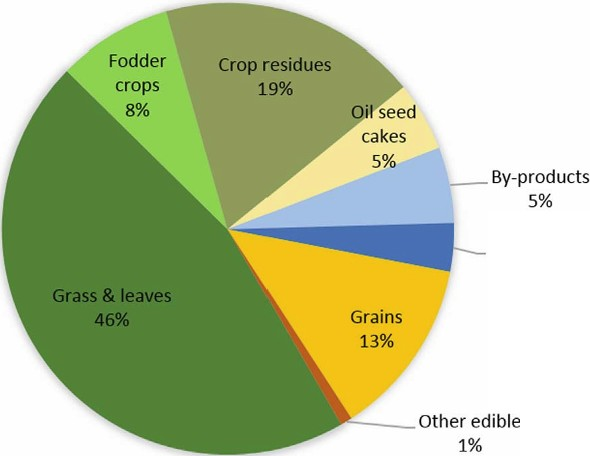 Fodder
crops
8%
Crop residues
19%
Oil seed
cakes
5%
By-products
5%
Grass & leaves
46%
Grains
13%
Other edible
1%